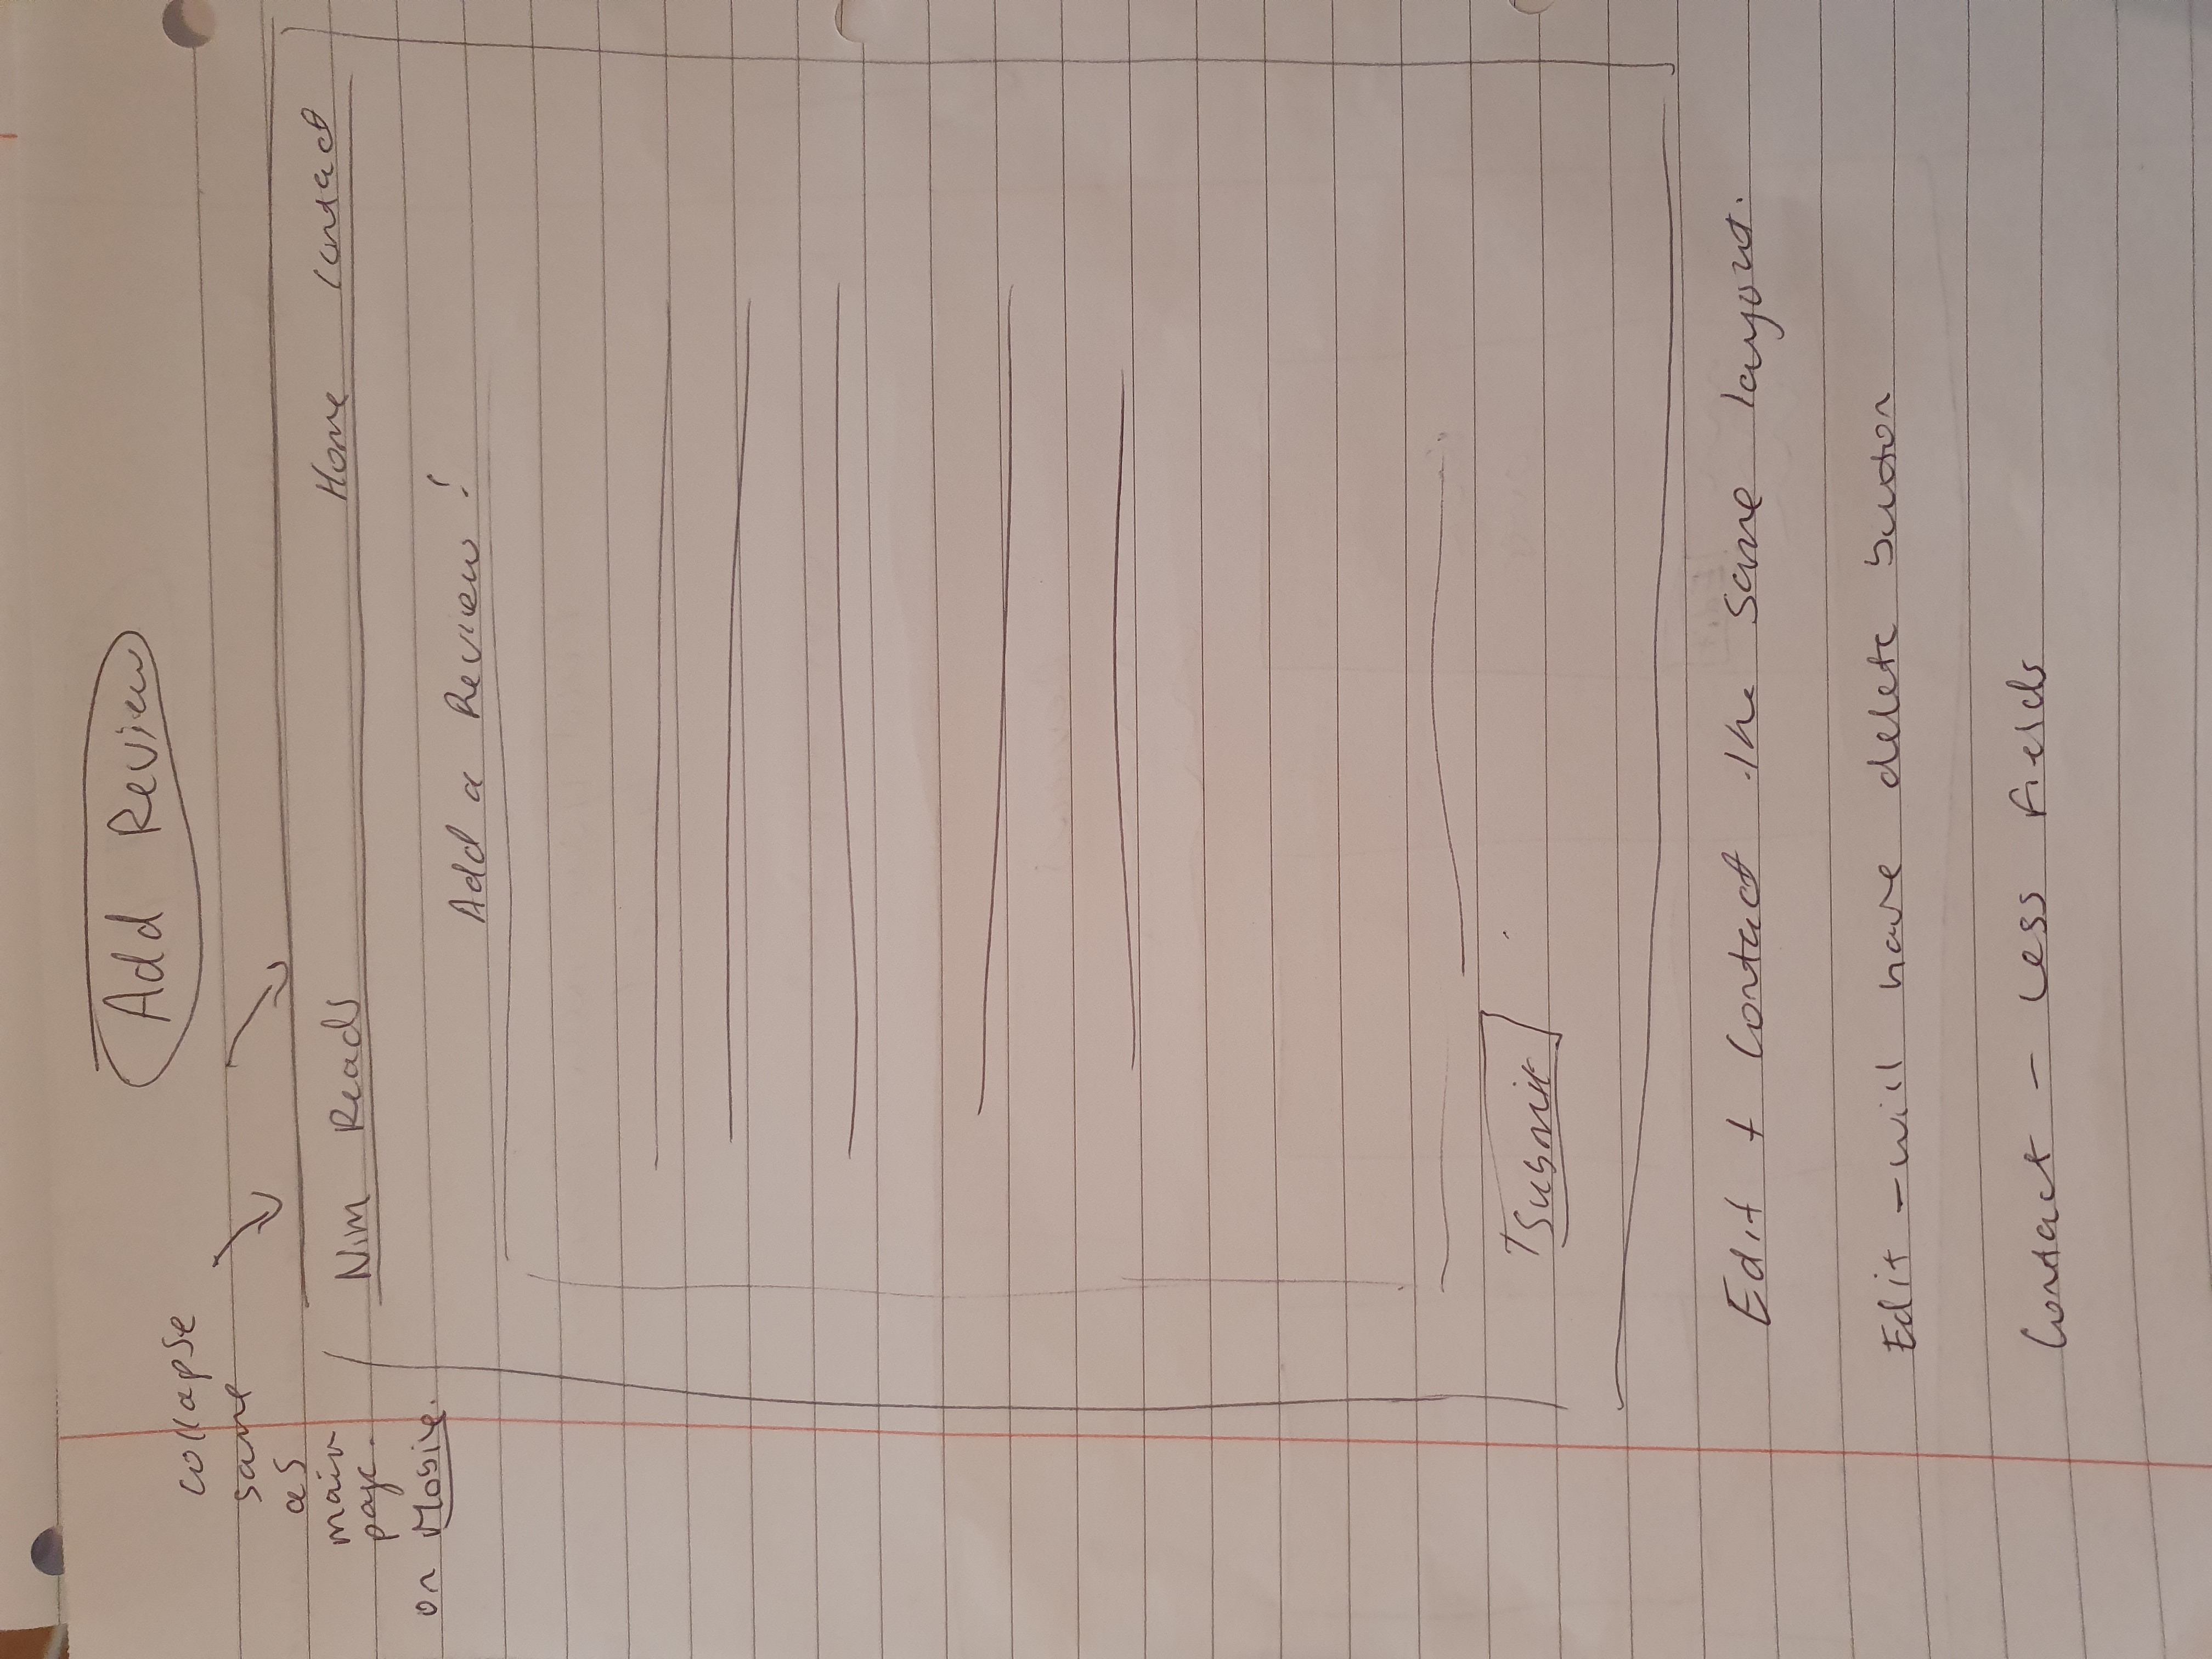 Add Review
collapse
same
as
main
page.
on Mobile.
Nim Reads Home Contact
Add a Review!
Submit
Edit + Contact the same layout.
Edit - will have delete button
Contact - Less fields